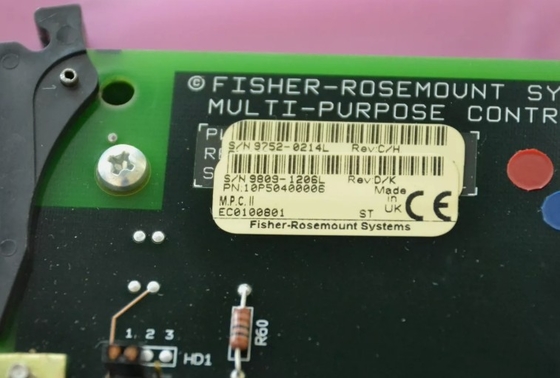 © FISHER-ROSEMOUNT SY
MULTI-PURPOSE CONTR
S/N 9752-0214L Rev:C/H
S/N 9809-1206L Rev:D/K
PN.10P50400006 Made
M.P.C. II in
EC0100801 ST UK CE
Fisher-Rosemount Systems
1 2 3
HD1
R60